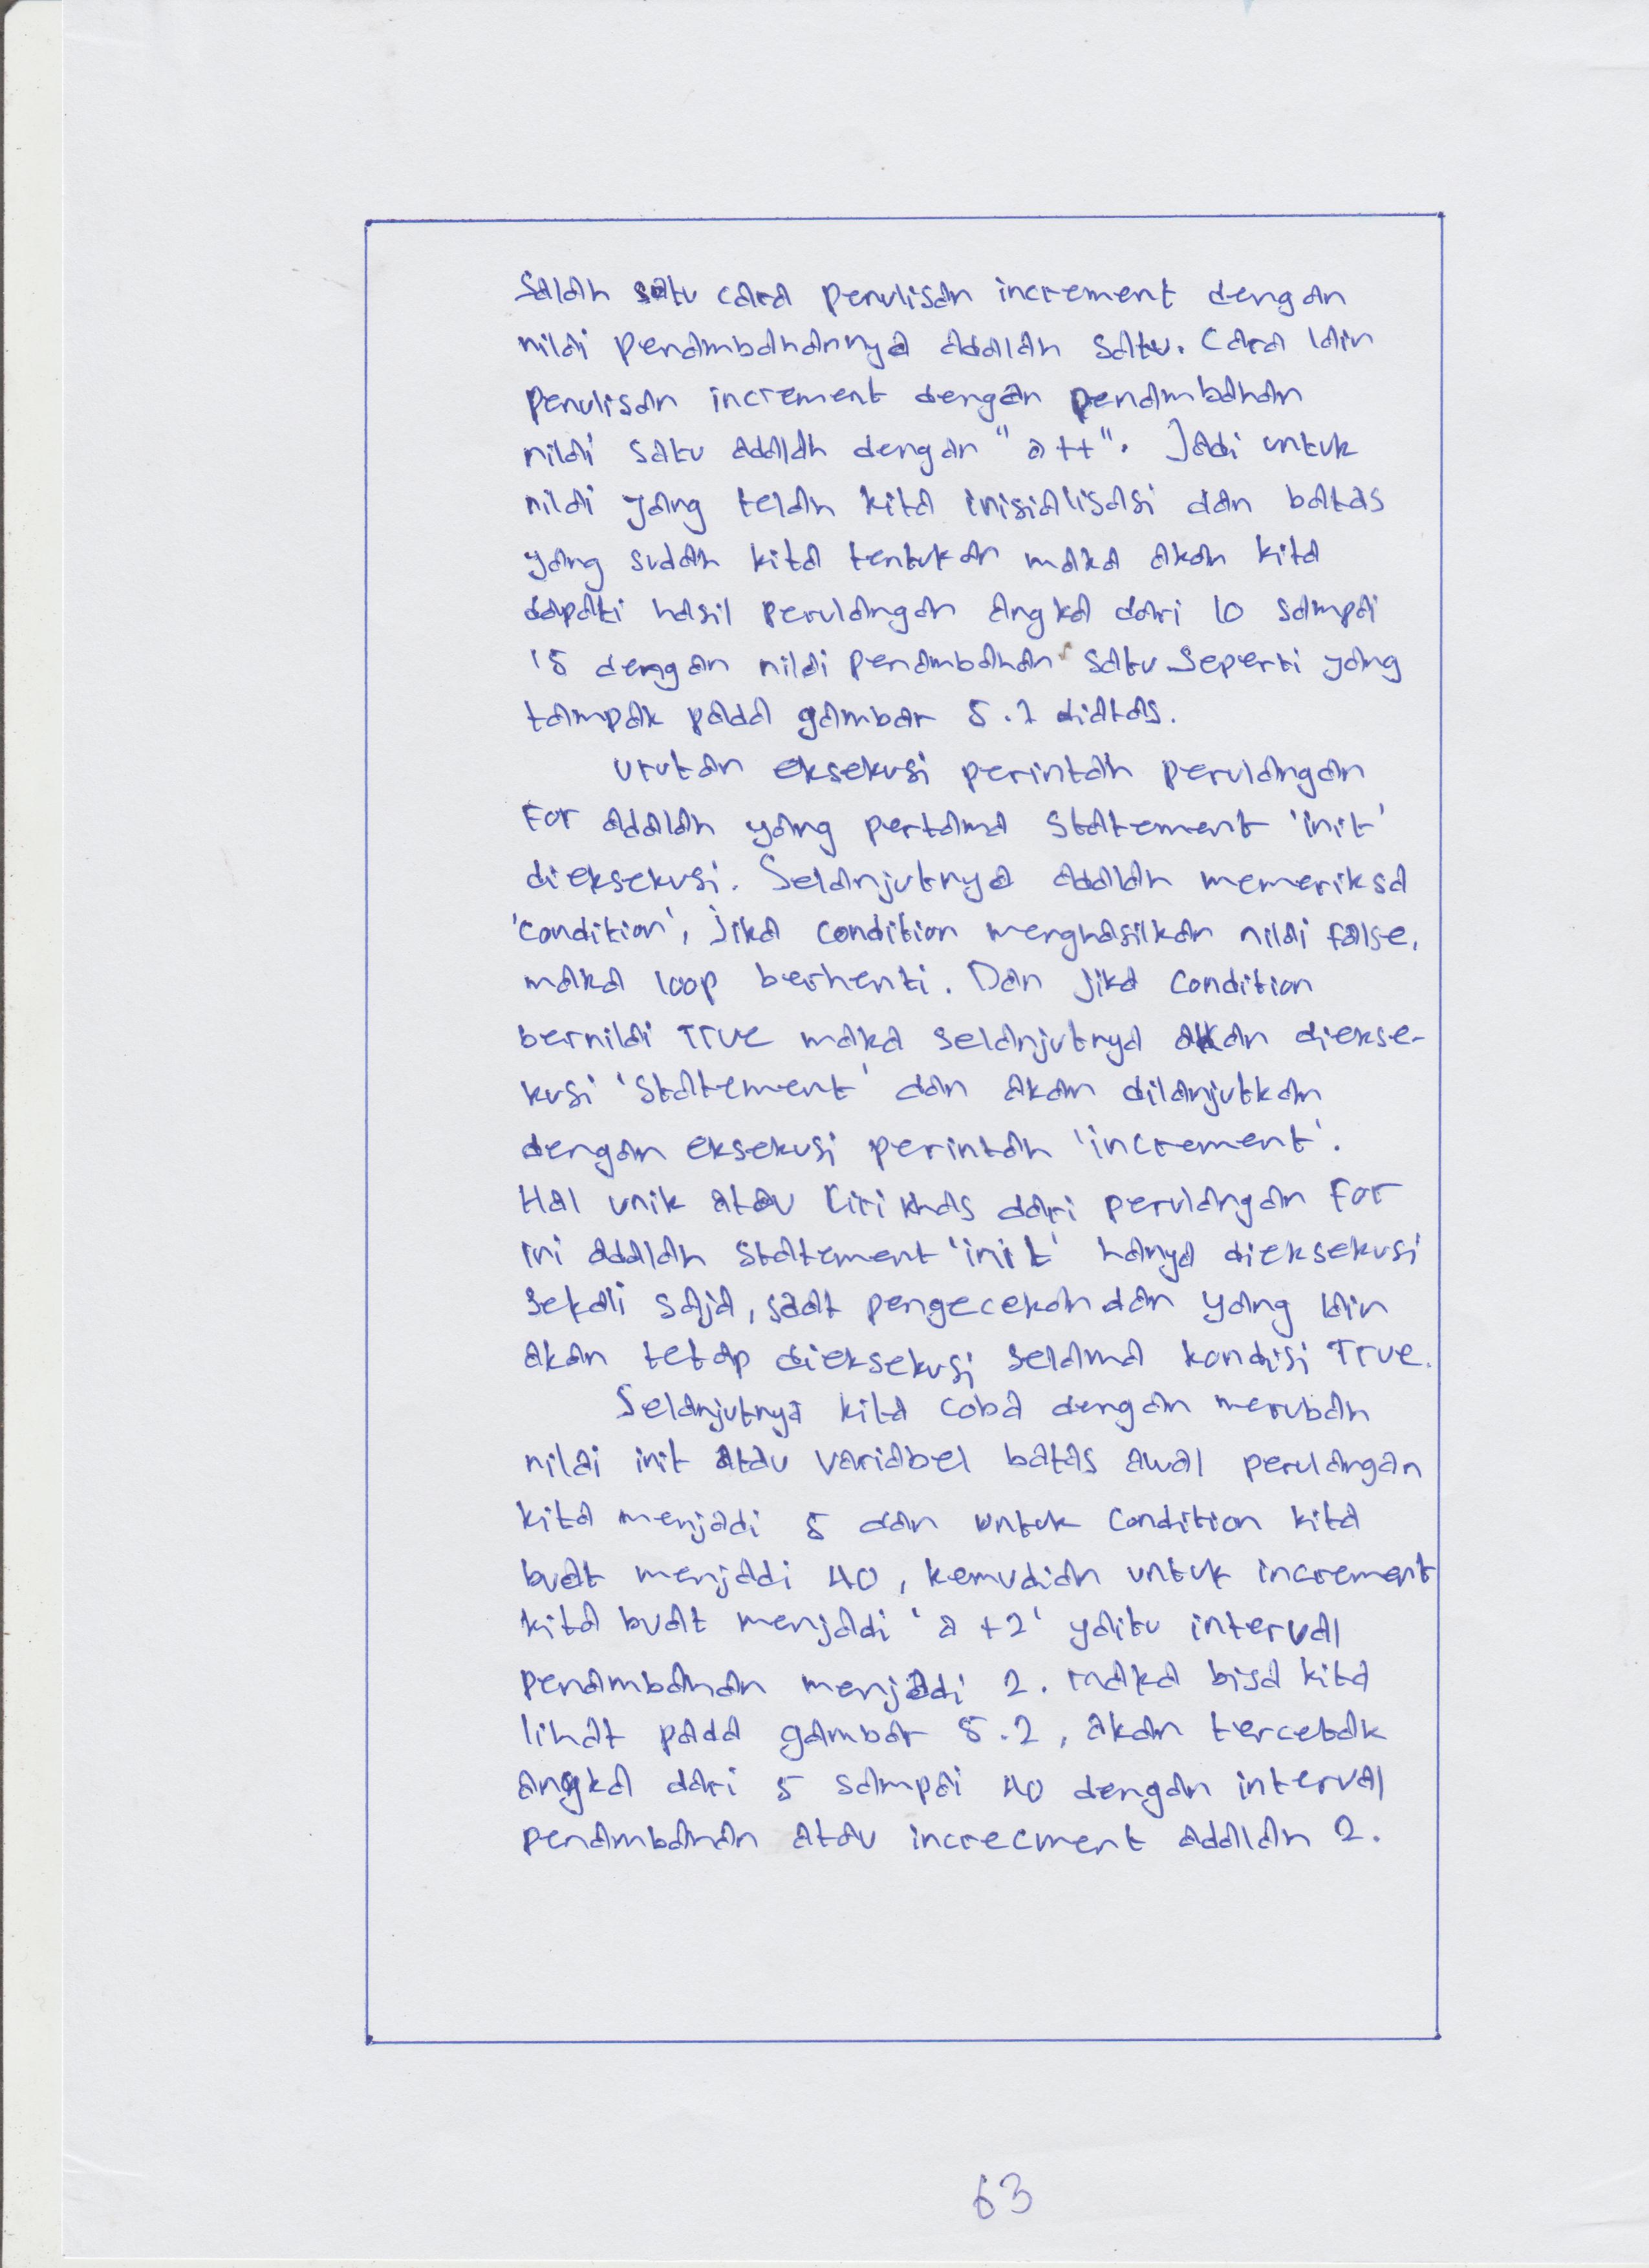 Salah satu cara penulisan increment dengan
nilai penambahannya adalah satu. Cara lain
penulisan increment dengan penambahan
nilai satu adalah dengan "a++". Jadi untuk
nilai yang telah kita inisialisasi dan batas
yang sudah kita tentukan maka akan kita
dapati hasil perulangan angka dari 10 sampai
15 dengan nilai penambahan satu seperti yang
tampak pada gambar 5.1 diatas.
Urutan eksekusi perintah perulangan
For adalah yang pertama statement 'init'
dieksekusi. Selanjutnya adalah memeriksa
'condition', jika condition menghasilkan nilai false,
maka loop berhenti. Dan jika condition
bernilai True maka selanjutnya akan diekse-
kusi 'statement' dan akan dilanjutkan
dengan eksekusi perintah 'increment'.
Hal unik atau Ciri khas dari perulangan For
ini adalah statement 'init' hanya dieksekusi
sekali saja, saat pengecekan dan yang lain
akan tetap dieksekusi selama kondisi True.
Selanjutnya kita coba dengan merubah
nilai init atau variabel batas awal perulangan
kita menjadi 5 dan untuk condition kita
buat menjadi 40, kemudian untuk increment
kita buat menjadi 'a +2' yaitu interval
penambahan menjadi 2. maka bisa kita
lihat pada gambar 5.2, akan tercetak
angka dari 5 sampai 40 dengan interval
penambahan atau increcment adalah 2.
63